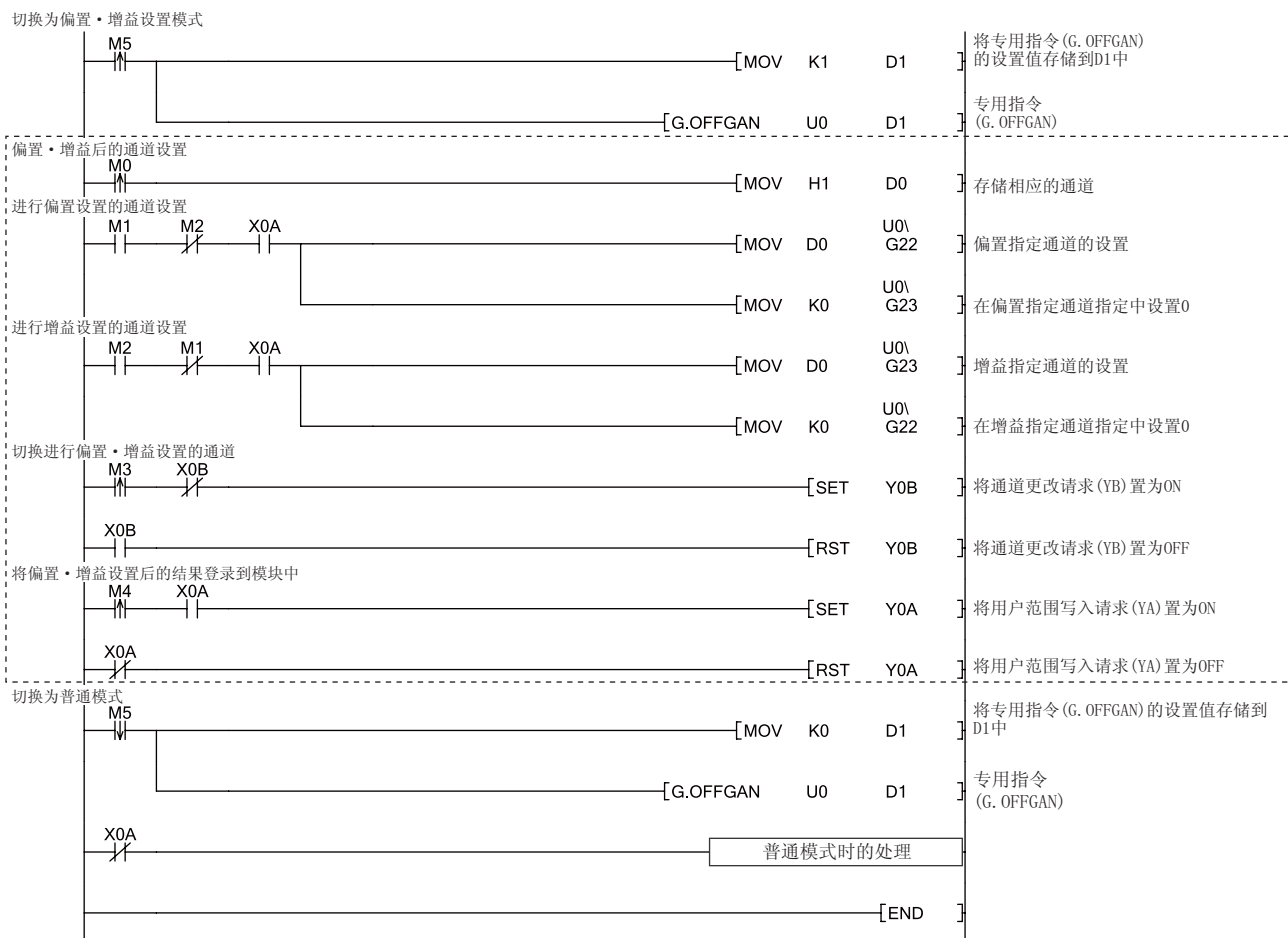 切换为偏置·增益设置模式
M5
[MOV K1 D1]
将专用指令(G.OFFGAN)
的设置值存储到D1中
[G.OFFGAN U0 D1]
专用指令
(G.OFFGAN)
偏置·增益后的通道设置
M0
[MOV H1 D0]
存储相应的通道
进行偏置设置的通道设置
M1 M2 X0A
U0\
[MOV D0 G22]
偏置指定通道的设置
U0\
[MOV K0 G23]
在偏置指定通道指定中设置0
进行增益设置的通道设置
M2 M1 X0A
U0\
[MOV D0 G23]
增益指定通道的设置
U0\
[MOV K0 G22]
在增益指定通道指定中设置0
切换进行偏置·增益设置的通道
M3 X0B
[SET Y0B]
将通道更改请求(YB)置为ON
X0B
[RST Y0B]
将通道更改请求(YB)置为OFF
将偏置·增益设置后的结果登录到模块中
M4 X0A
[SET Y0A]
将用户范围写入请求(YA)置为ON
X0A
[RST Y0A]
将用户范围写入请求(YA)置为OFF
切换为普通模式
M5
[MOV K0 D1]
将专用指令(G.OFFGAN)的设置值存储到
D1中
[G.OFFGAN U0 D1]
专用指令
(G.OFFGAN)
X0A
普通模式时的处理
[END]